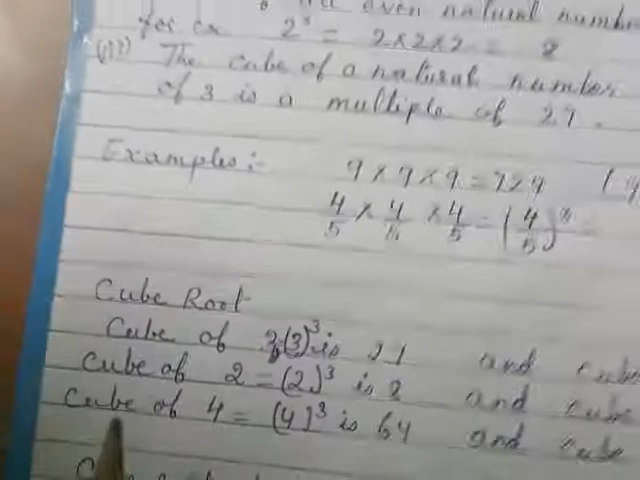 even natural number
for ex 2³ = 2×2×2 = 8
(iii) The cube of a natural number
of 3 is a multiple of 27.
Examples:- 9×9×9=729
4/5 × 4/5 × 4/5 = (4/5)³ =
Cube Root
Cube of 3 (3)³ is 27 and cube
Cube of 2 = (2)³ is 8 and cube
Cube of 4 = (4)³ is 64 and cube